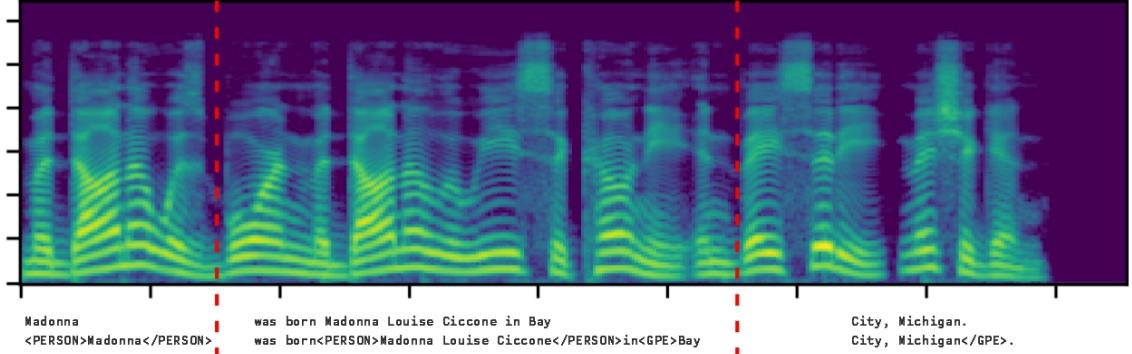 Madonna was born Madonna Louise Ciccone in Bay City, Michigan.
<PERSON>Madonna</PERSON> was born<PERSON>Madonna Louise Ciccone</PERSON>in<GPE>Bay City, Michigan</GPE>.